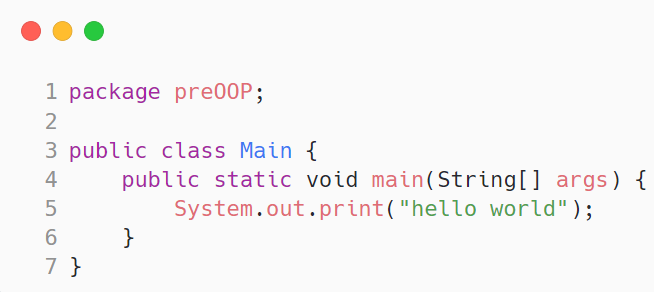 1 package preOOP;
2
3 public class Main {
4     public static void main(String[] args) {
5         System.out.print("hello world");
6     }
7 }